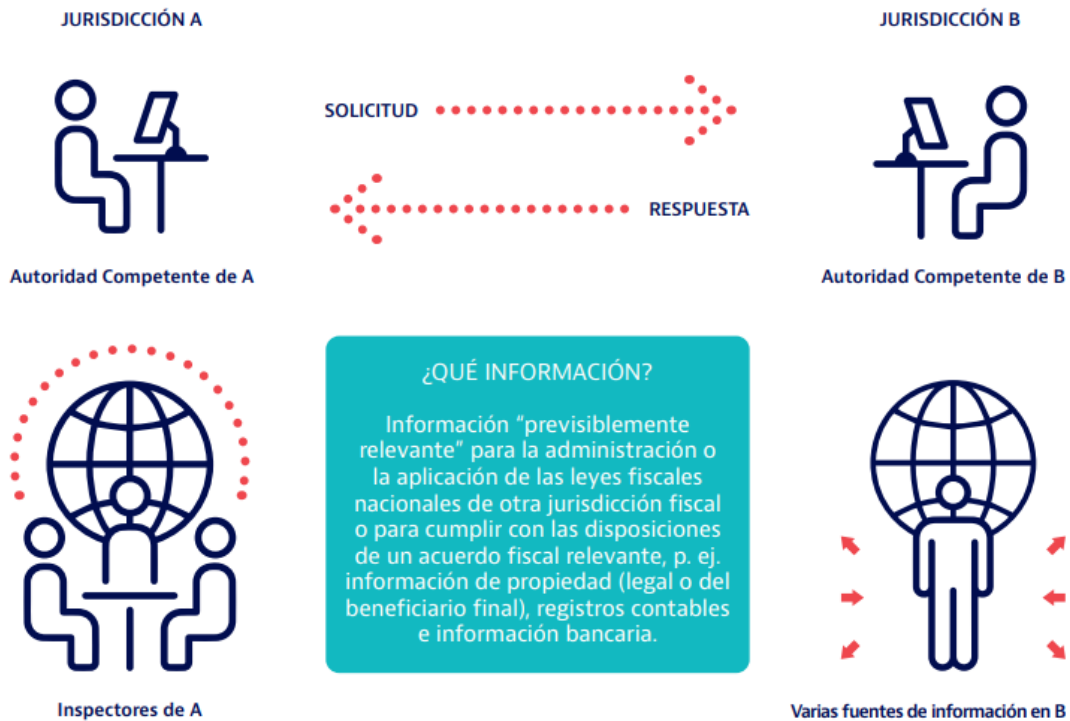 JURISDICCIÓN A
JURISDICCIÓN B
SOLICITUD
RESPUESTA
Autoridad Competente de A
Autoridad Competente de B
¿QUÉ INFORMACIÓN?
Información “previsiblemente
relevante” para la administración o
la aplicación de las leyes fiscales
nacionales de otra jurisdicción fiscal
o para cumplir con las disposiciones
de un acuerdo fiscal relevante, p. ej.
información de propiedad (legal o del
beneficiario final), registros contables
e información bancaria.
Inspectores de A
Varias fuentes de información en B